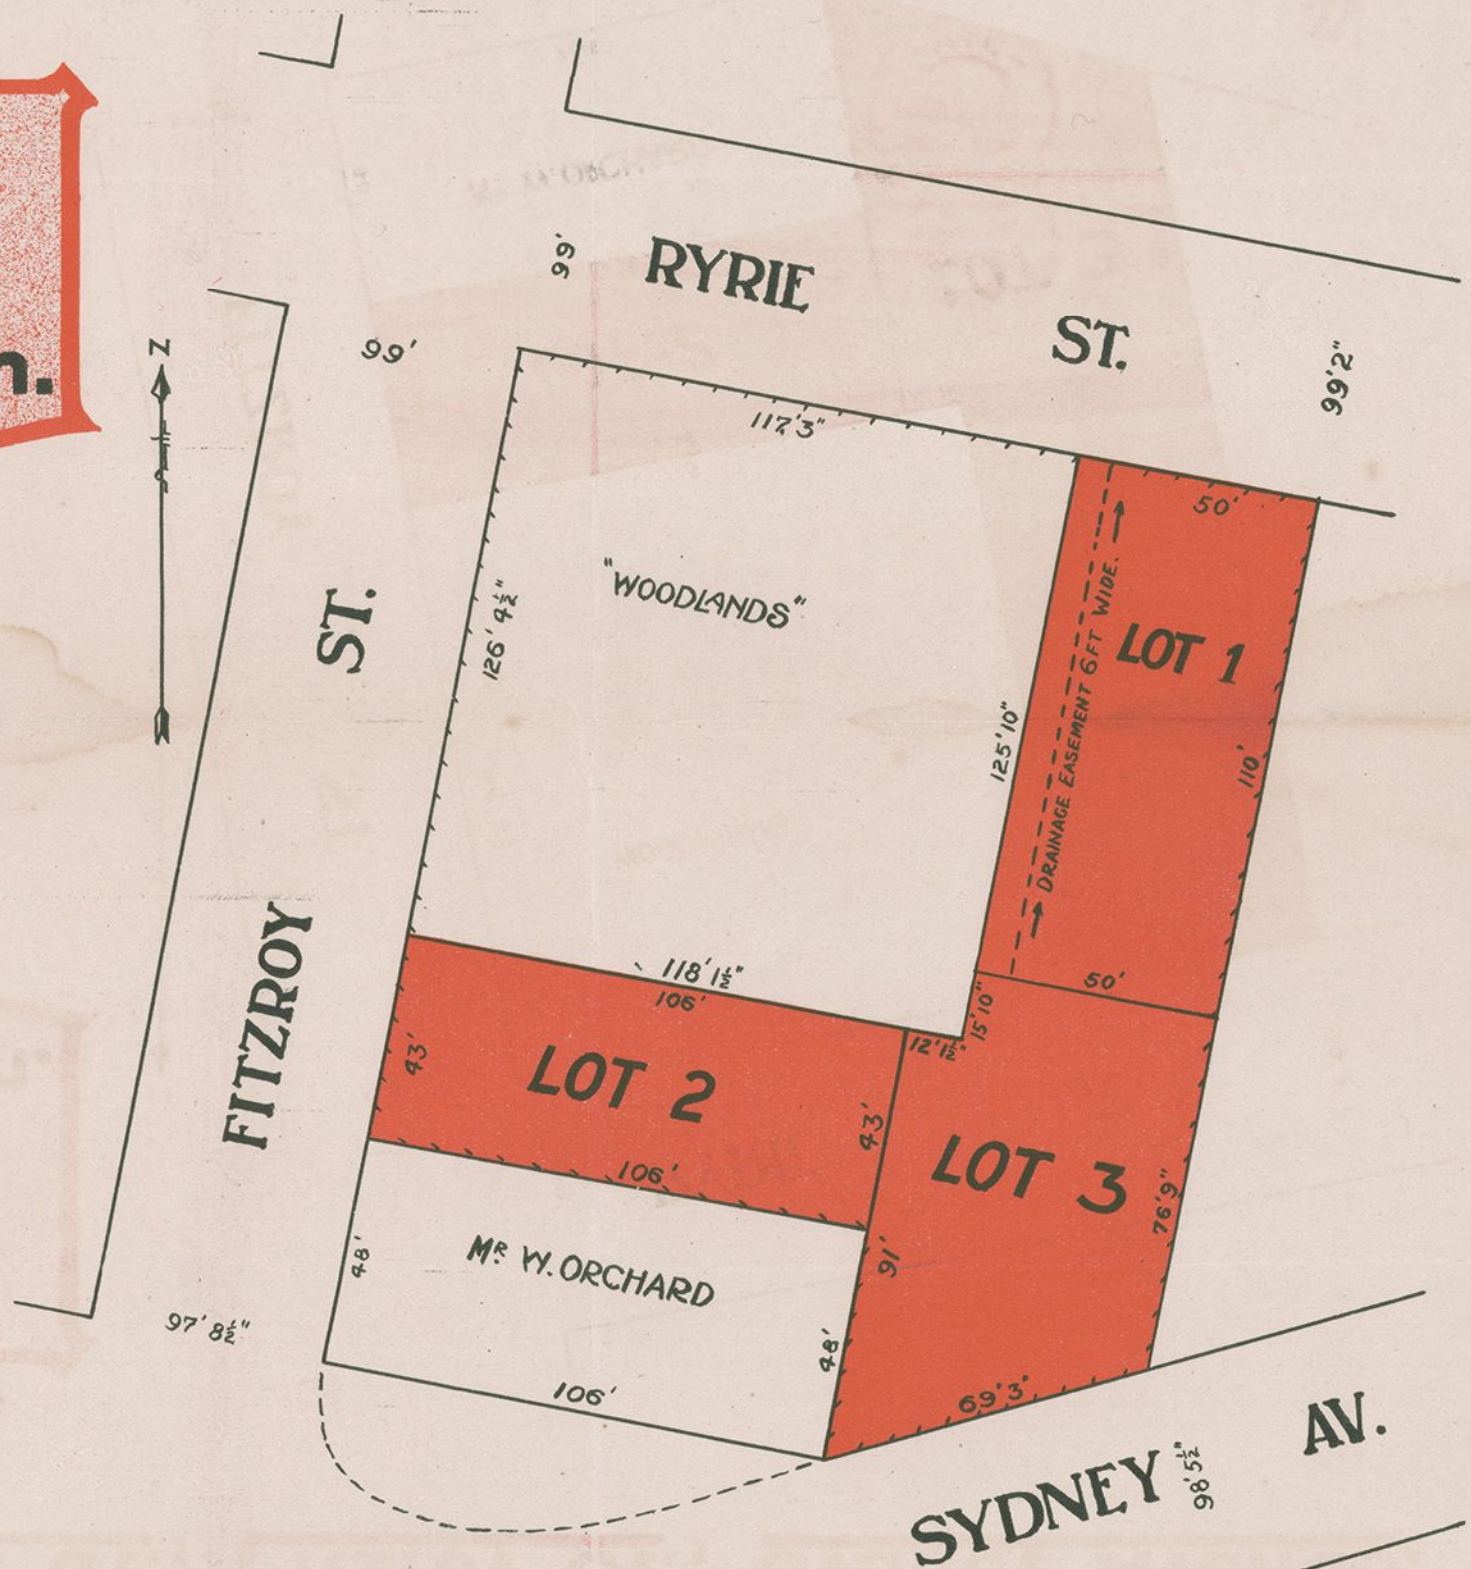 n.
N
99'
RYRIE ST.
99'
99'2"
117'3"
50'
"WOODLANDS"
126' 4½"
FITZROY ST.
125'10"
DRAINAGE EASEMENT 6FT WIDE.
LOT 1
110'
118'1½"
106'
50'
15'10"
12'1½"
43'
LOT 2
43'
106'
LOT 3
76'9"
91'
48'
MR W. ORCHARD
48'
97' 8½"
106'
69'3"
SYDNEY AV.
98'5½"